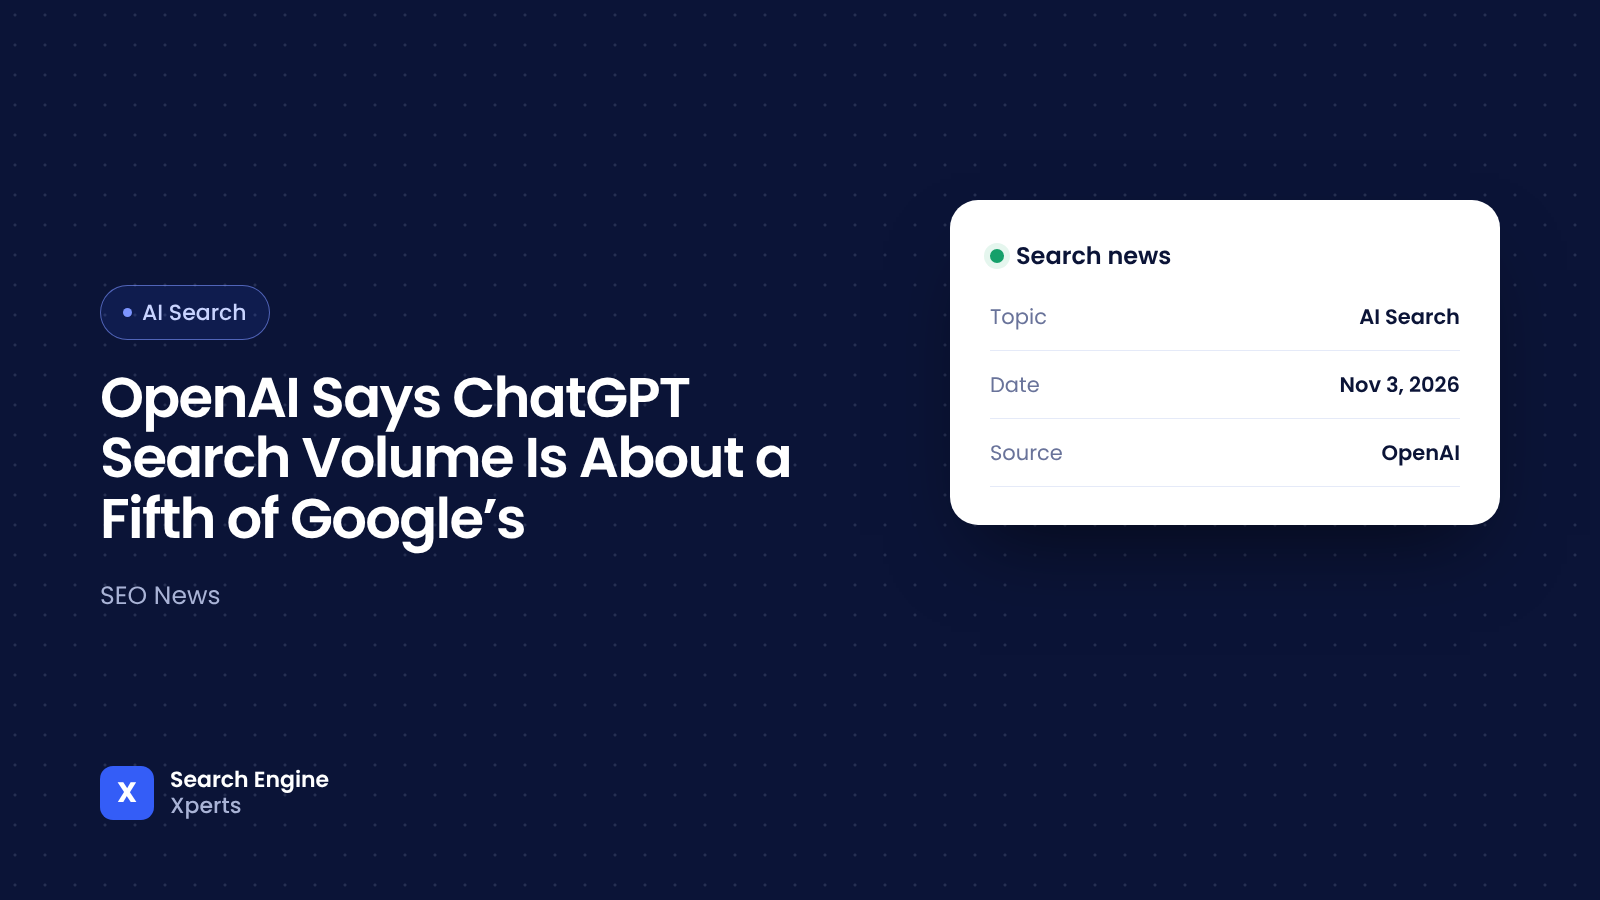 AI Search
OpenAI Says ChatGPT
Search Volume Is About a
Fifth of Google’s
SEO News
Search news
Topic AI Search
Date Nov 3, 2026
Source OpenAI
X
Search Engine
Xperts